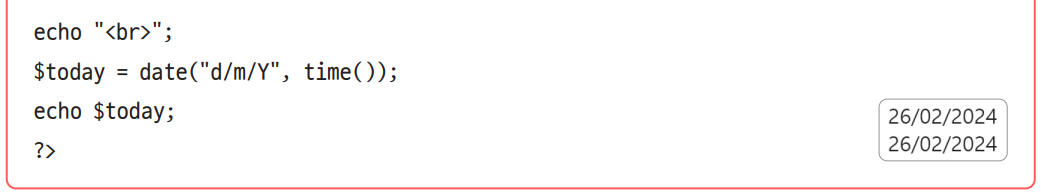 echo "<br>";
$today = date("d/m/Y", time());
echo $today;
?>
26/02/2024
26/02/2024